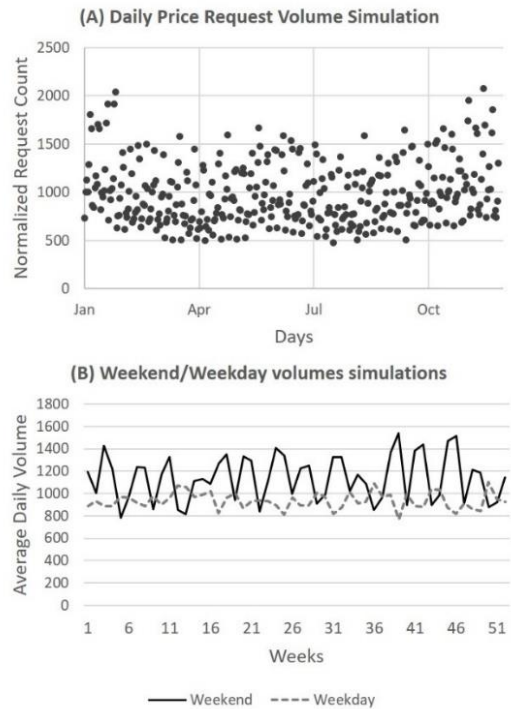 (A) Daily Price Request Volume Simulation
2500
2000
1500
1000
500
0
Normalized Request Count
Jan Apr Jul Oct
Days
(B) Weekend/Weekday volumes simulations
1800
1600
1400
1200
1000
800
600
400
200
0
Average Daily Volume
1 6 11 16 21 26 31 36 41 46 51
Weeks
Weekend Weekday